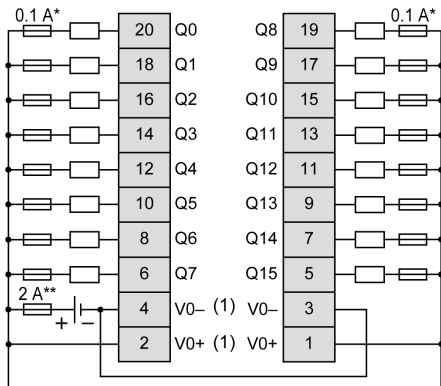 0.1 A* 20 Q0 Q8 19 0.1 A*
18 Q1 Q9 17
16 Q2 Q10 15
14 Q3 Q11 13
12 Q4 Q12 11
10 Q5 Q13 9
8 Q6 Q14 7
6 Q7 Q15 5
2 A** + − 4 V0– (1) V0– 3
2 V0+ (1) V0+ 1